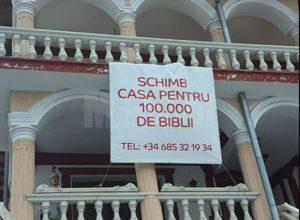 SCHIMB
CASA PENTRU
100.000
DE BIBLII
TEL: +34 685 32 19 34